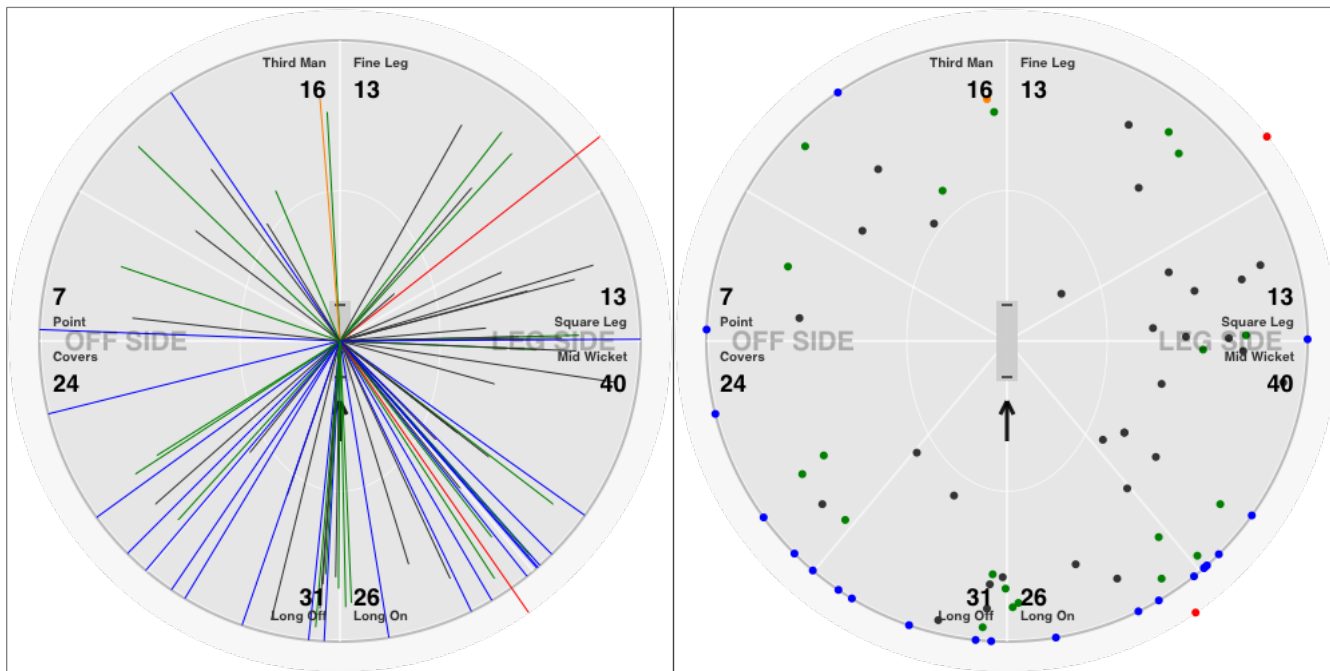 Third Man Fine Leg
16 13
7 13
Point Square Leg
OFF SIDE LEG SIDE
Covers Mid Wicket
24 40
31 26
Long Off Long On
Third Man Fine Leg
16 13
7 13
Point Square Leg
OFF SIDE LEG SIDE
Covers Mid Wicket
24 40
31 26
Long Off Long On